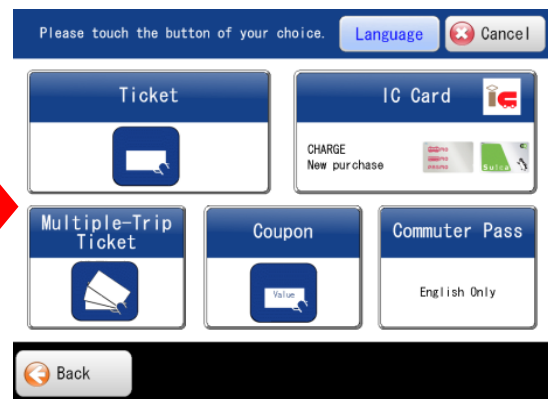 Please touch the button of your choice.
Language
Cancel
Ticket
IC Card
CHARGE
New purchase
Suica
Multiple-Trip
Ticket
Coupon
Value
Commuter Pass
English Only
Back